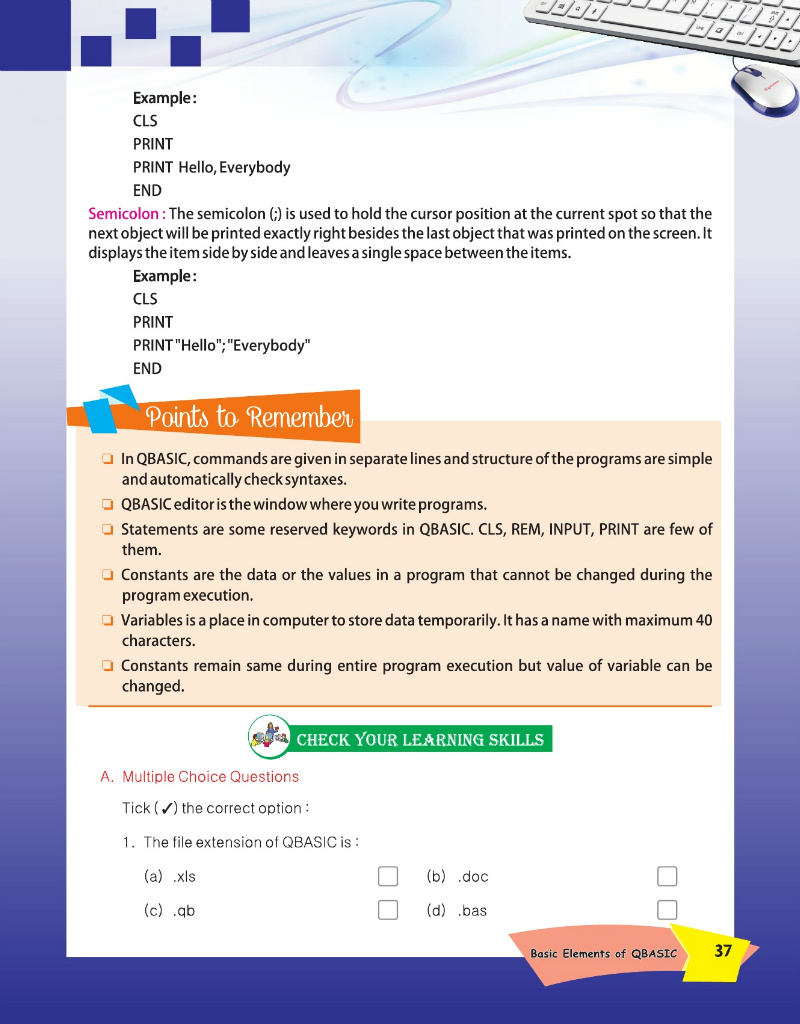 Example :
CLS
PRINT
PRINT Hello, Everybody
END
Semicolon : The semicolon (;) is used to hold the cursor position at the current spot so that the
next object will be printed exactly right besides the last object that was printed on the screen. It
displays the item side by side and leaves a single space between the items.
Example :
CLS
PRINT
PRINT "Hello"; "Everybody"
END
Points to Remember
❑ In QBASIC, commands are given in separate lines and structure of the programs are simple
and automatically check syntaxes.
❑ QBASIC editor is the window where you write programs.
❑ Statements are some reserved keywords in QBASIC. CLS, REM, INPUT, PRINT are few of
them.
❑ Constants are the data or the values in a program that cannot be changed during the
program execution.
❑ Variables is a place in computer to store data temporarily. It has a name with maximum 40
characters.
❑ Constants remain same during entire program execution but value of variable can be
changed.
CHECK YOUR LEARNING SKILLS
A. Multiple Choice Questions
Tick (✓) the correct option :
1. The file extension of QBASIC is :
(a) .xls (b) .doc
(c) .qb (d) .bas
Basic Elements of QBASIC 37